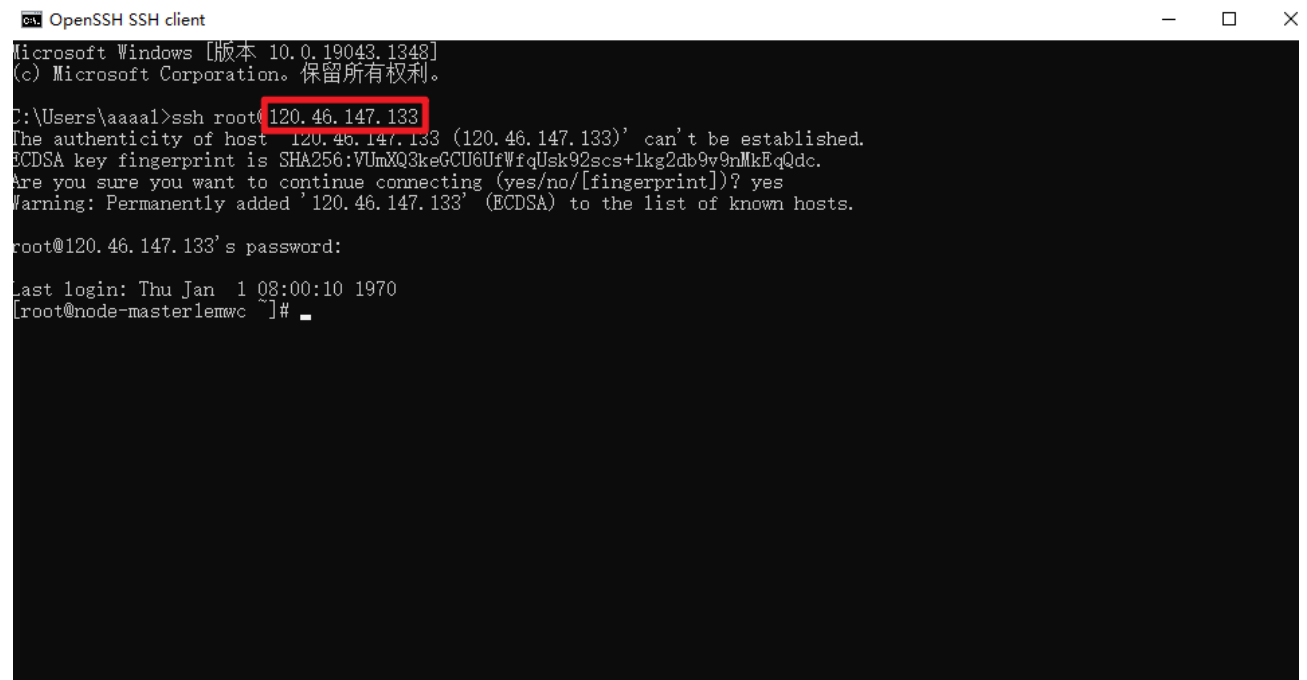 OpenSSH SSH client
Microsoft Windows [版本 10.0.19043.1348]
(c) Microsoft Corporation。保留所有权利。
C:\Users\aaaa1>ssh root@120.46.147.133
The authenticity of host '120.46.147.133 (120.46.147.133)' can't be established.
ECDSA key fingerprint is SHA256:VUmXQ3keGCU6UfWfqUsk92scs+1kg2db9v9nMkEqQdc.
Are you sure you want to continue connecting (yes/no/[fingerprint])? yes
Warning: Permanently added '120.46.147.133' (ECDSA) to the list of known hosts.
root@120.46.147.133's password:
Last login: Thu Jan  1 08:00:10 1970
[root@node-masterlemwc ~]#